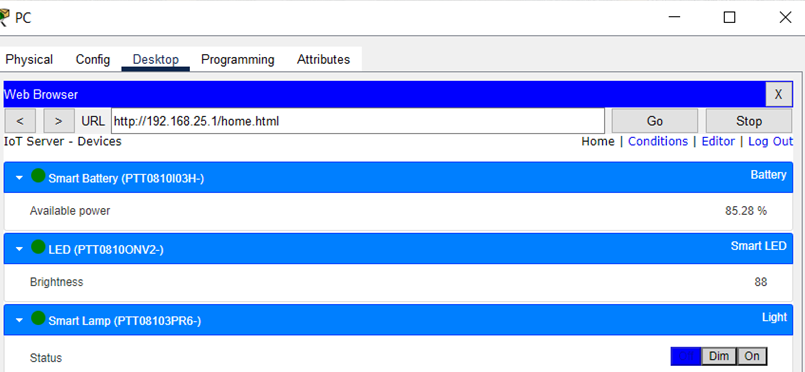 PC
Physical Config Desktop Programming Attributes
Web Browser X
< > URL http://192.168.25.1/home.html Go Stop
IoT Server - Devices Home | Conditions | Editor | Log Out
Smart Battery (PTT0810I03H-) Battery
Available power 85.28 %
LED (PTT0810ONV2-) Smart LED
Brightness 88
Smart Lamp (PTT08103PR6-) Light
Status Dim On